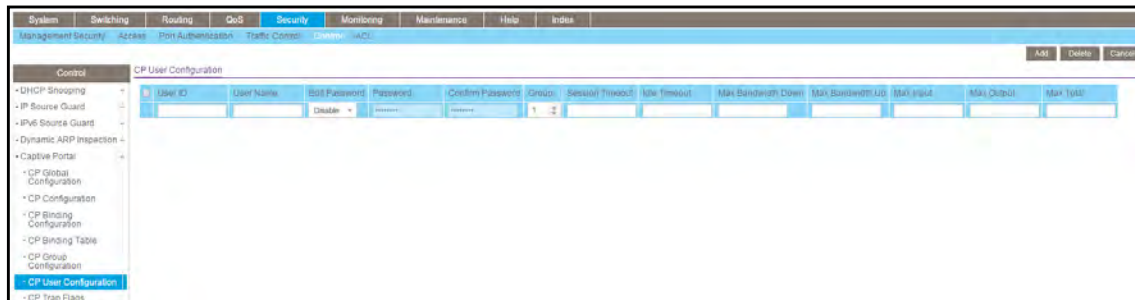 System Switching Routing QoS Security Monitoring Maintenance Help Index
Management Security Access Port Authentication Traffic Control Control ACL
Add Delete Cancel
Control
CP User Configuration
DHCP Snooping
IP Source Guard
IPv6 Source Guard
Dynamic ARP Inspection
Captive Portal
CP Global
Configuration
CP Configuration
CP Binding
Configuration
CP Binding Table
CP Group
Configuration
CP User Configuration
CP Trap Flags
User ID User Name Edit Password Password Confirm Password Group Session Timeout Idle Timeout Max Bandwidth Down Max Bandwidth Up Max Input Max Output Max Total
Disable ******** ******** 1